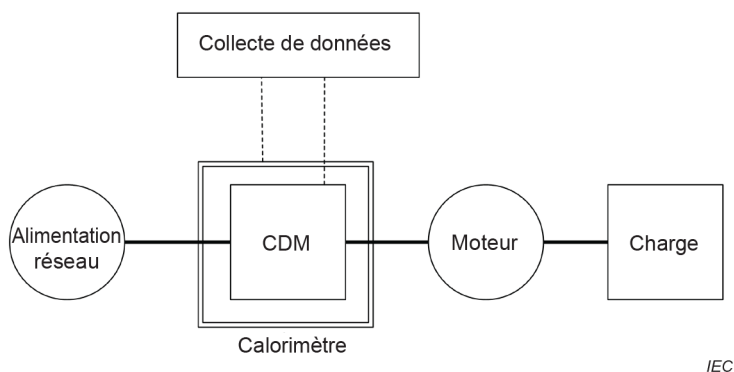 Collecte de données
Alimentation
réseau
CDM
Moteur
Charge
Calorimètre
IEC